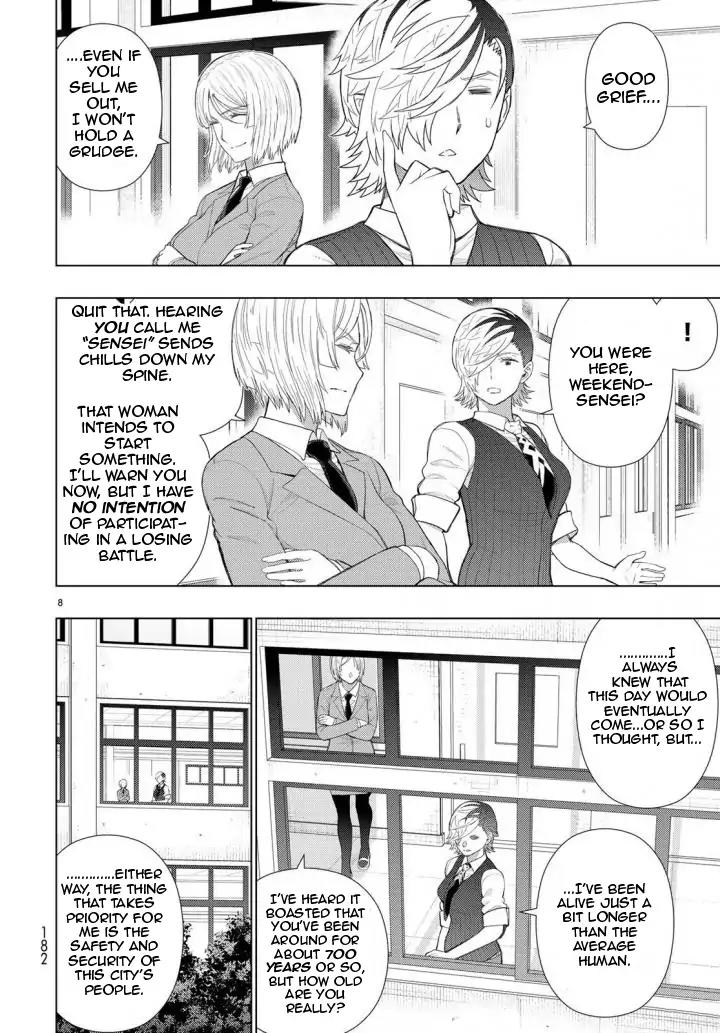 GOOD
GRIEF....
....EVEN IF
YOU
SELL ME
OUT,
I WON'T
HOLD A
GRUDGE.
!
YOU WERE
HERE,
WEEKEND-
SENSEI?
QUIT THAT. HEARING
YOU CALL ME
"SENSEI" SENDS
CHILLS DOWN MY
SPINE.
THAT WOMAN
INTENDS TO
START
SOMETHING.
I'LL WARN YOU
NOW, BUT I HAVE
NO INTENTION
OF PARTICIPAT-
ING IN A LOSING
BATTLE.
8
..............I
ALWAYS
KNEW THAT
THIS DAY WOULD
EVENTUALLY
COME...OR SO I
THOUGHT, BUT...
...I'VE BEEN
ALIVE JUST A
BIT LONGER
THAN THE
AVERAGE
HUMAN.
I'VE HEARD IT
BOASTED THAT
YOU'VE BEEN
AROUND FOR
ABOUT 700
YEARS OR SO,
BUT HOW OLD
ARE YOU
REALLY?
.............EITHER
WAY, THE THING
THAT TAKES
PRIORITY FOR
ME IS THE
SAFETY AND
SECURITY OF
THIS CITY'S
PEOPLE.
182